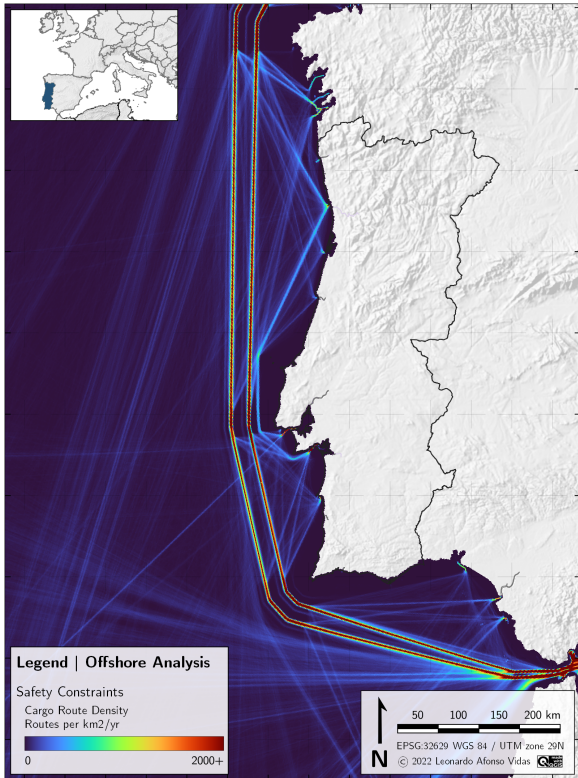 Legend | Offshore Analysis
Safety Constraints
Cargo Route Density
Routes per km2/yr
0 2000+
50 100 150 200 km
N
EPSG:32629 WGS 84 / UTM zone 29N
© 2022 Leonardo Afonso Vidas